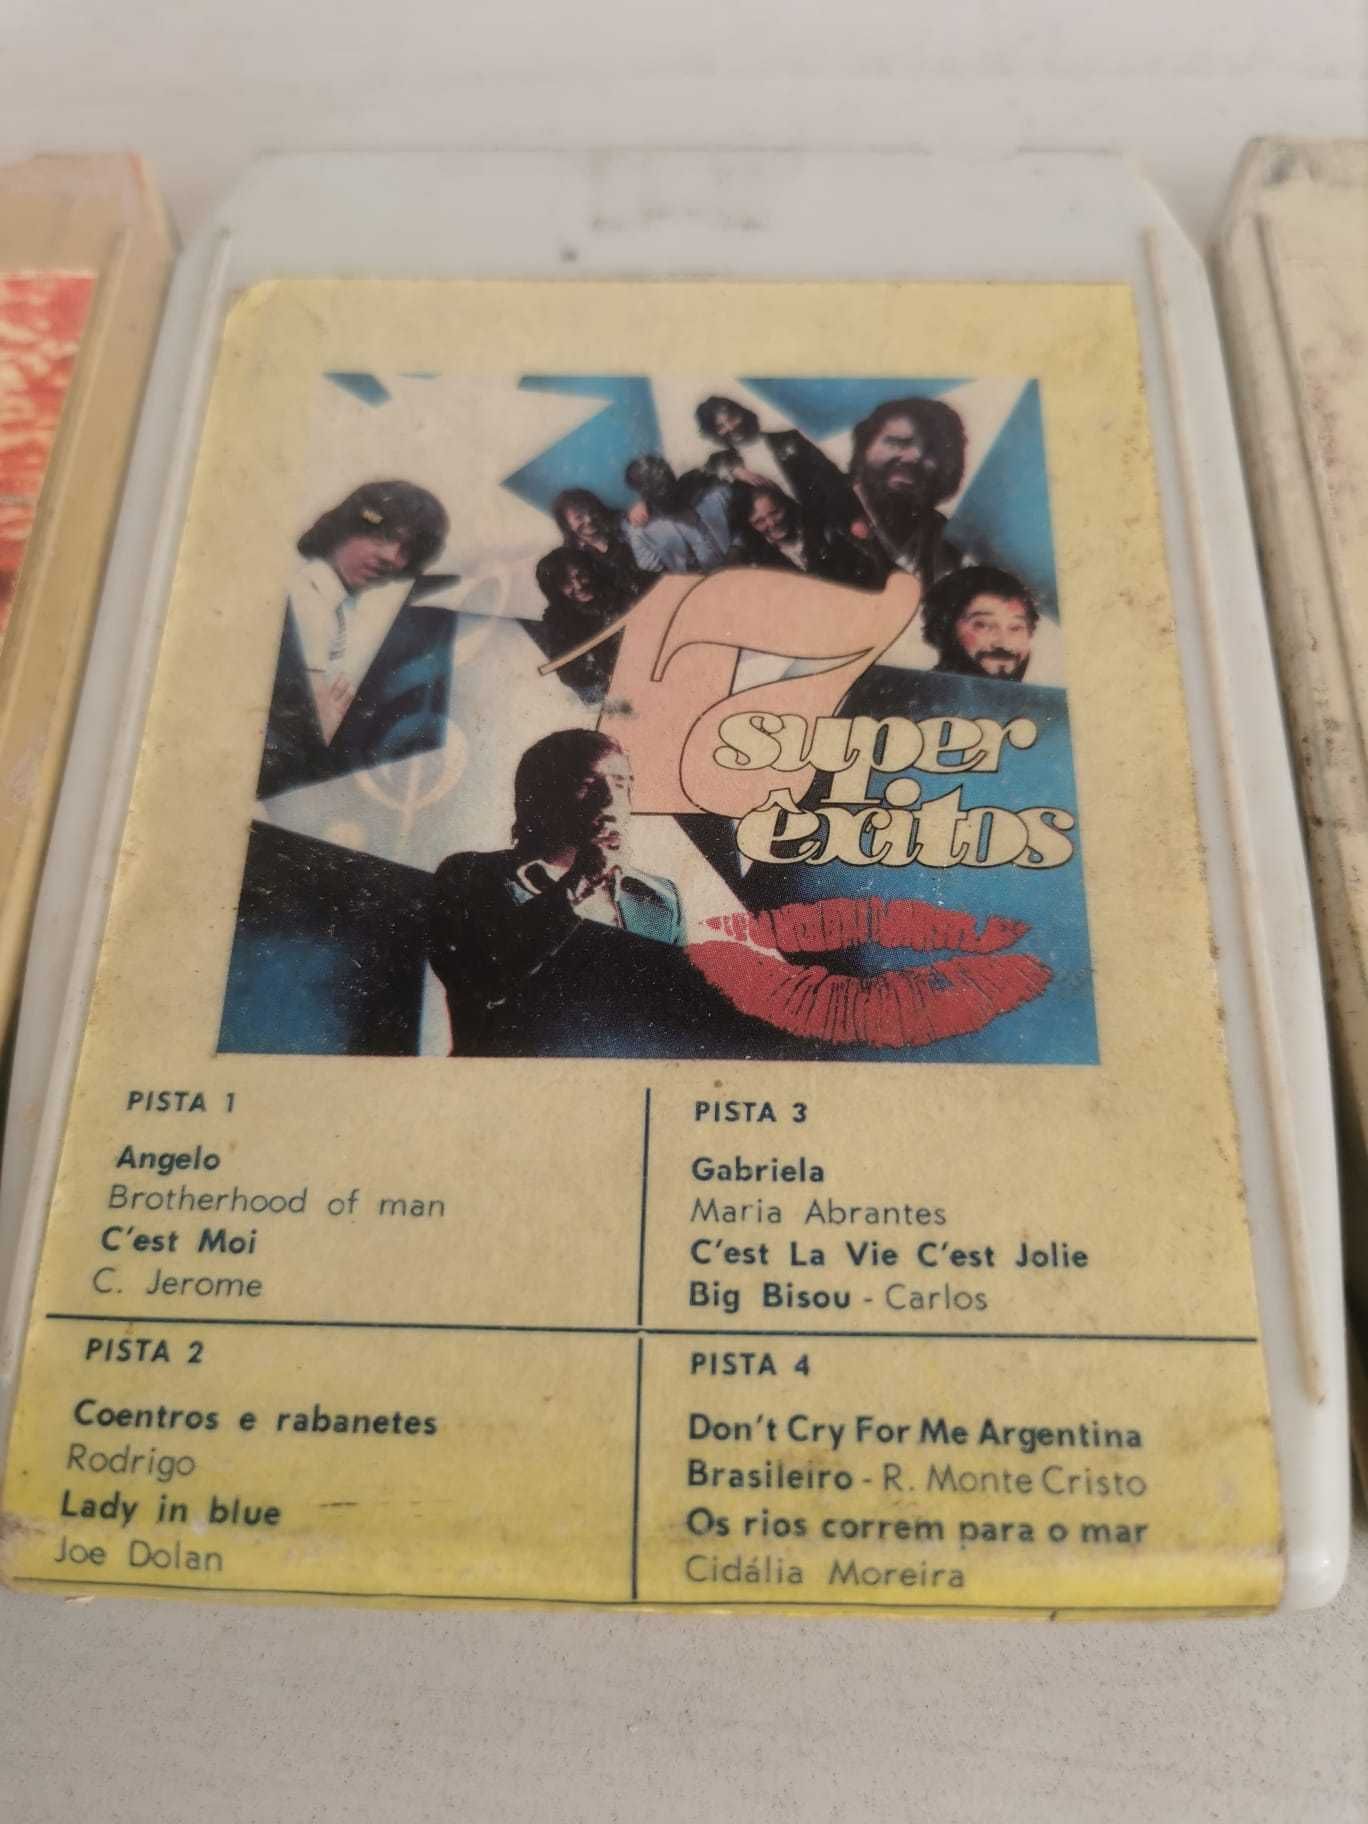 17
super
êxitos
PISTA 1
Angelo
Brotherhood of man
C'est Moi
C. Jerome
PISTA 2
Coentros e rabanetes
Rodrigo
Lady in blue
Joe Dolan
PISTA 3
Gabriela
Maria Abrantes
C'est La Vie C'est Jolie
Big Bisou - Carlos
PISTA 4
Don't Cry For Me Argentina
Brasileiro - R. Monte Cristo
Os rios correm para o mar
Cidália Moreira